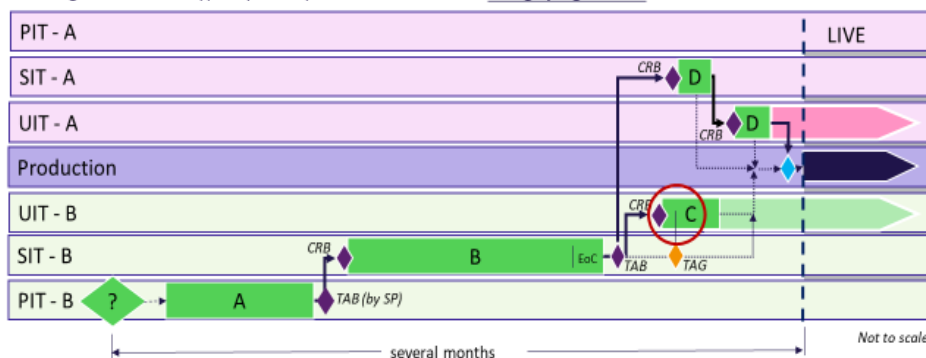 PIT - A
LIVE
SIT - A
CRB
D
UIT - A
CRB
D
Production
UIT - B
CRB
C
SIT - B
CRB
B
EoC
TAB
TAG
PIT - B
?
A
TAB (by SP)
several months
Not to scale